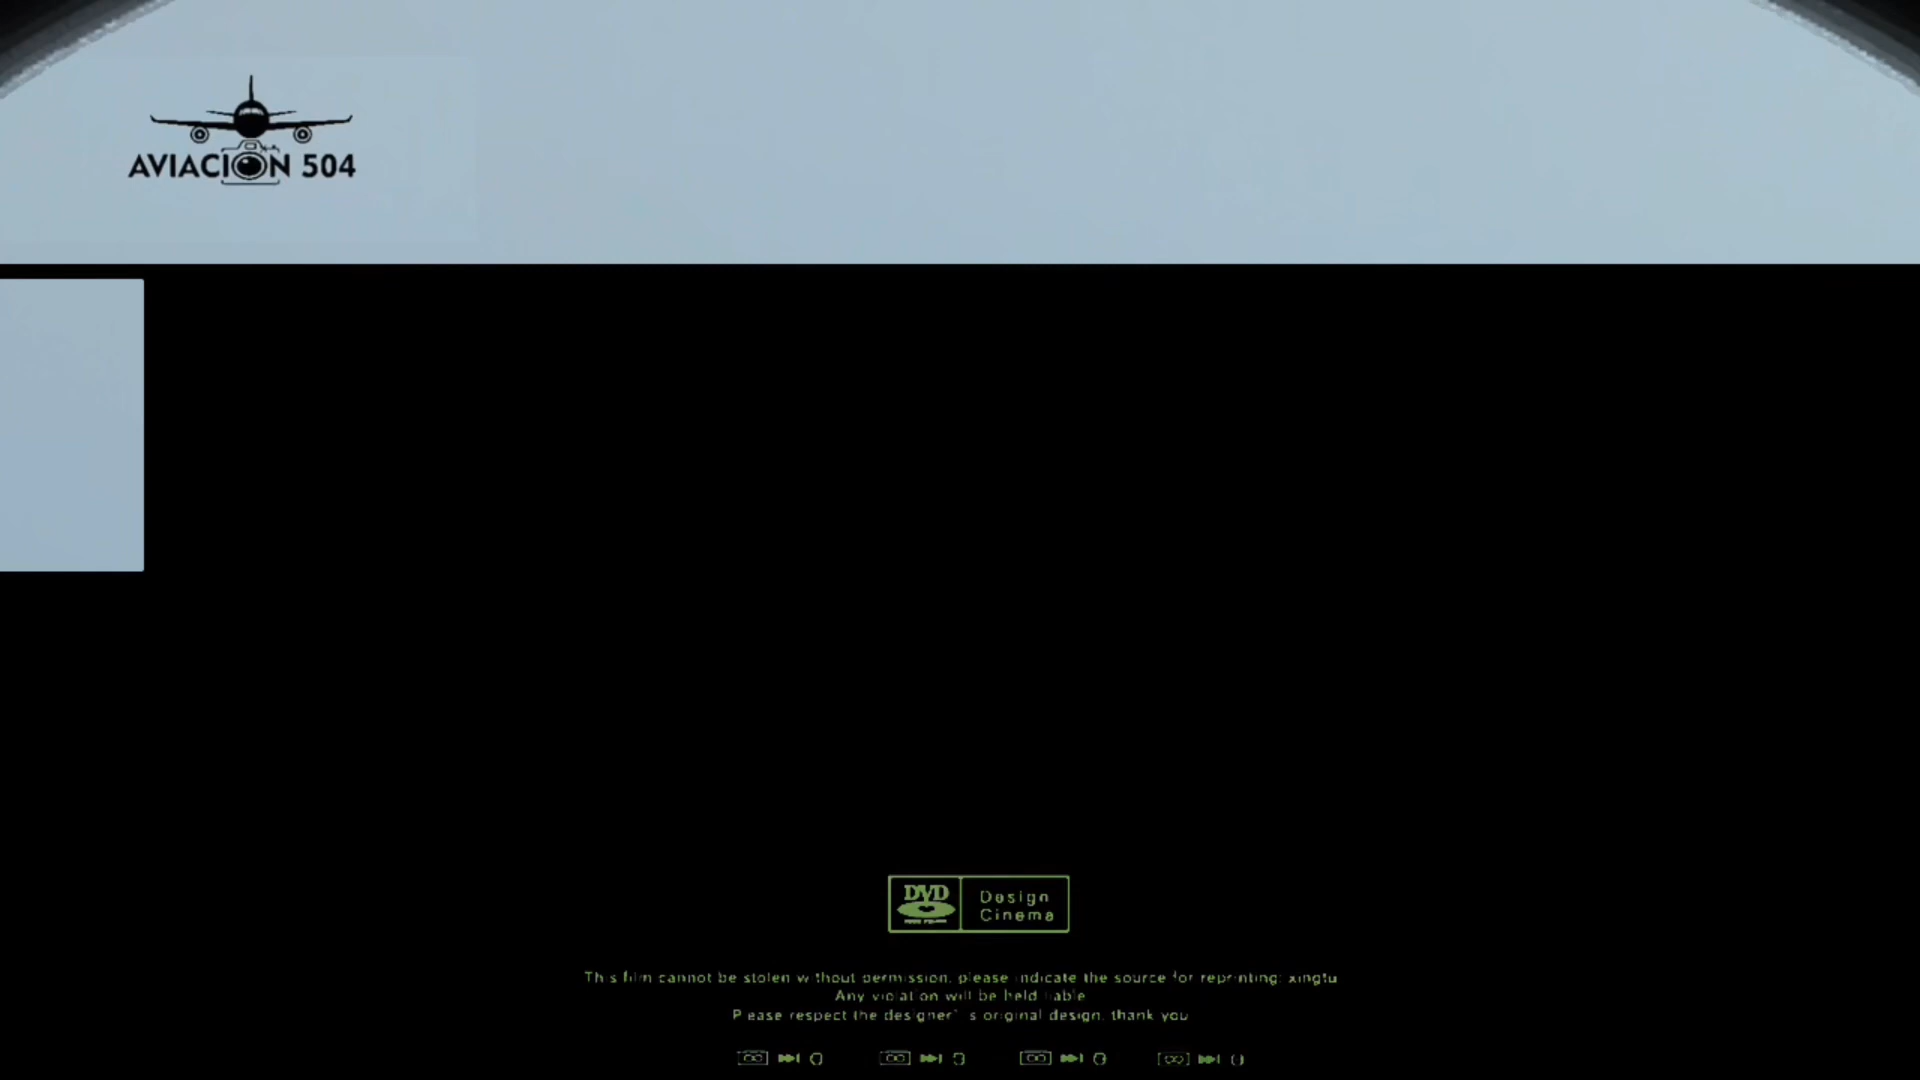 AVIACION 504
DVD
Design
Cinema
This film cannot be stolen without permission, please indicate the source for reprinting: xingtu
Any violation will be held liable
Please respect the designer's original design, thank you